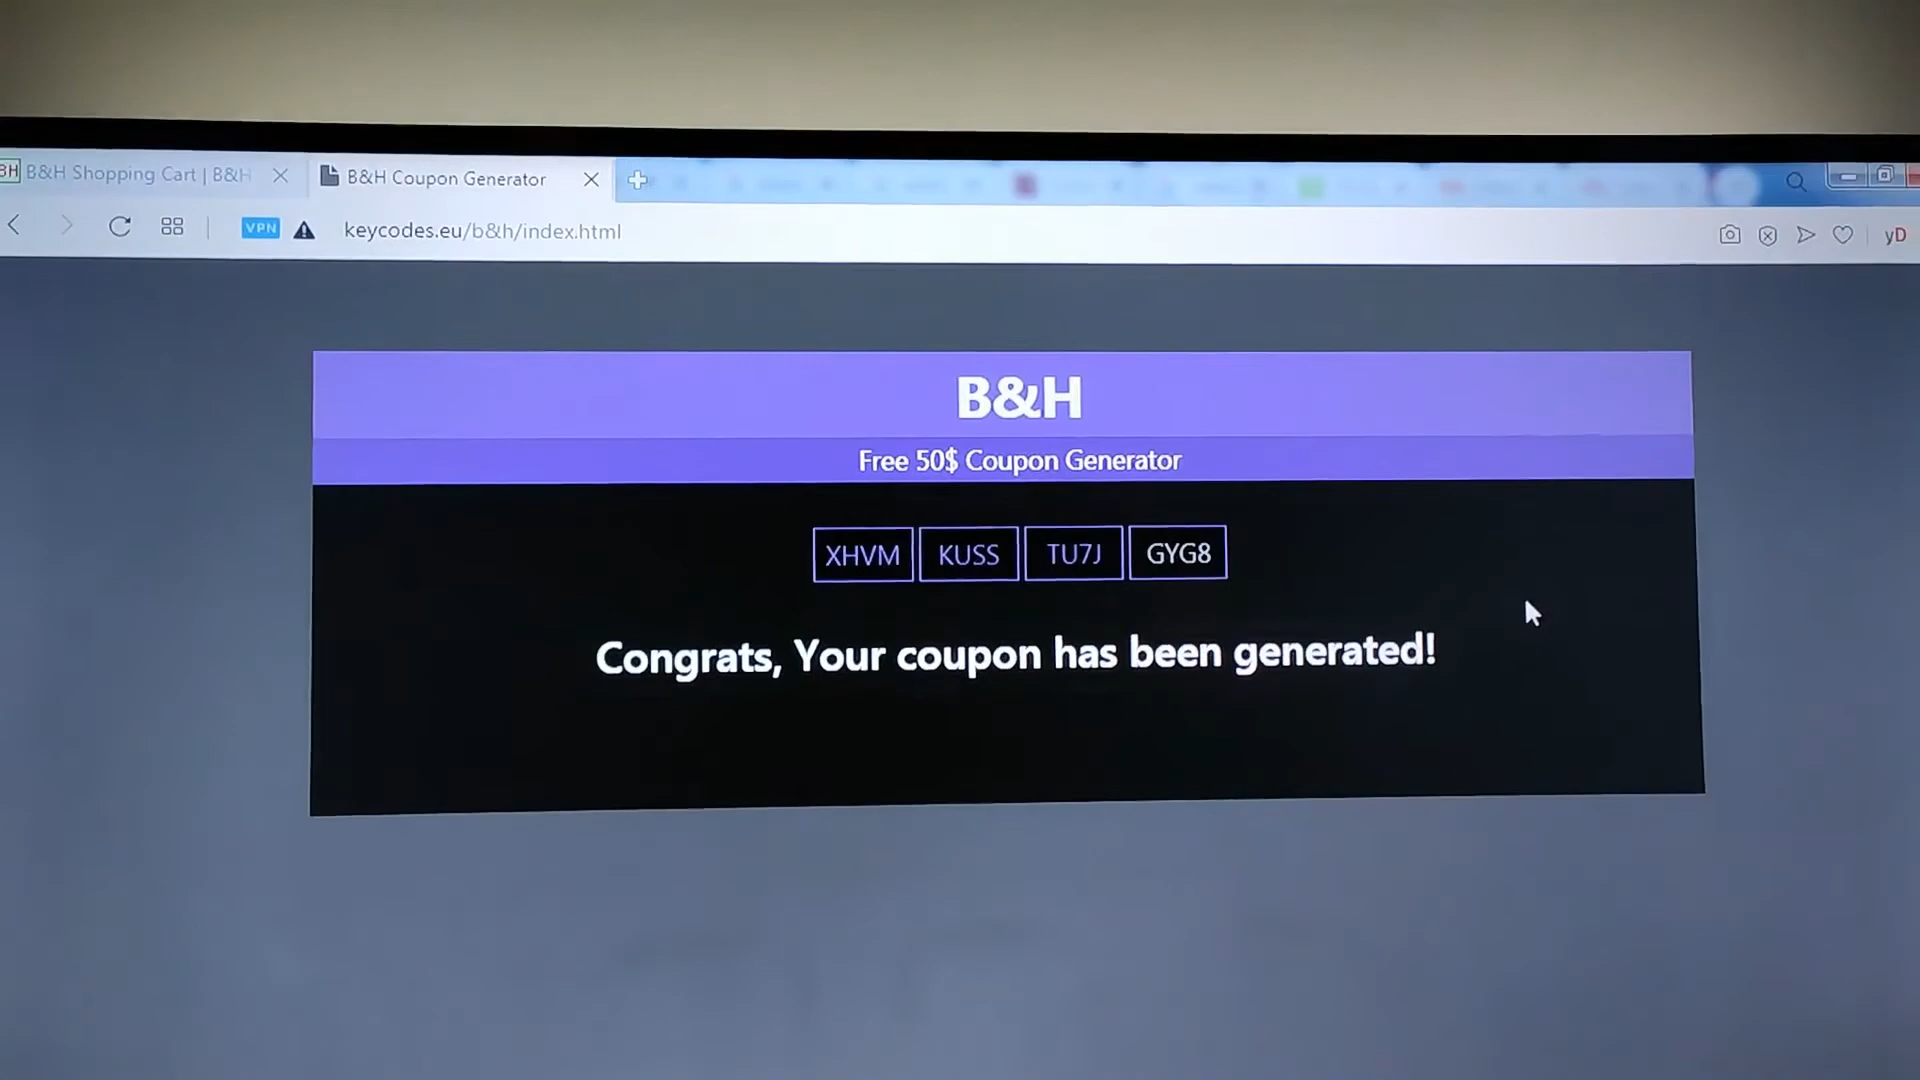 BH B&H Shopping Cart | B&H
B&H Coupon Generator
VPN
keycodes.eu/b&h/index.html
yD
B&H
Free 50$ Coupon Generator
XHVM KUSS TU7J GYG8
Congrats, Your coupon has been generated!